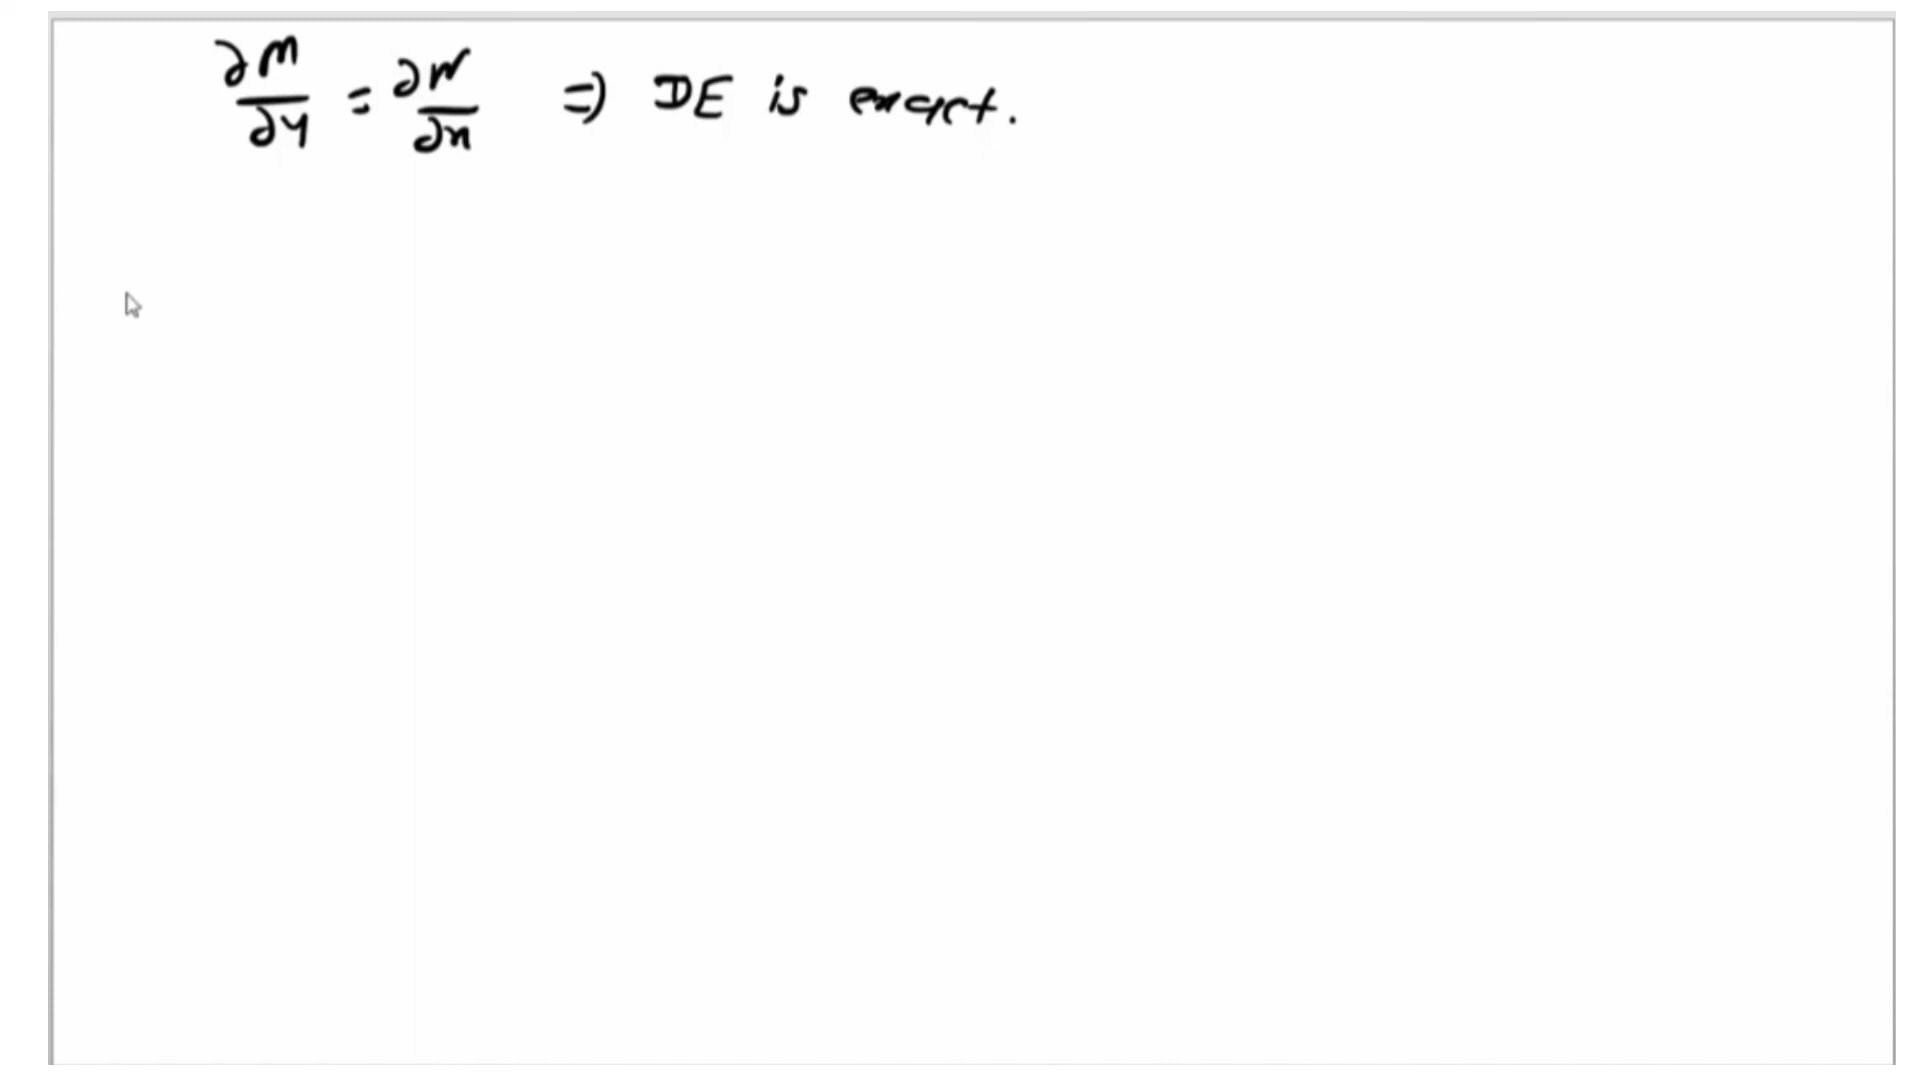 ∂M/∂y = ∂N/∂x ⇒ DE is exact.